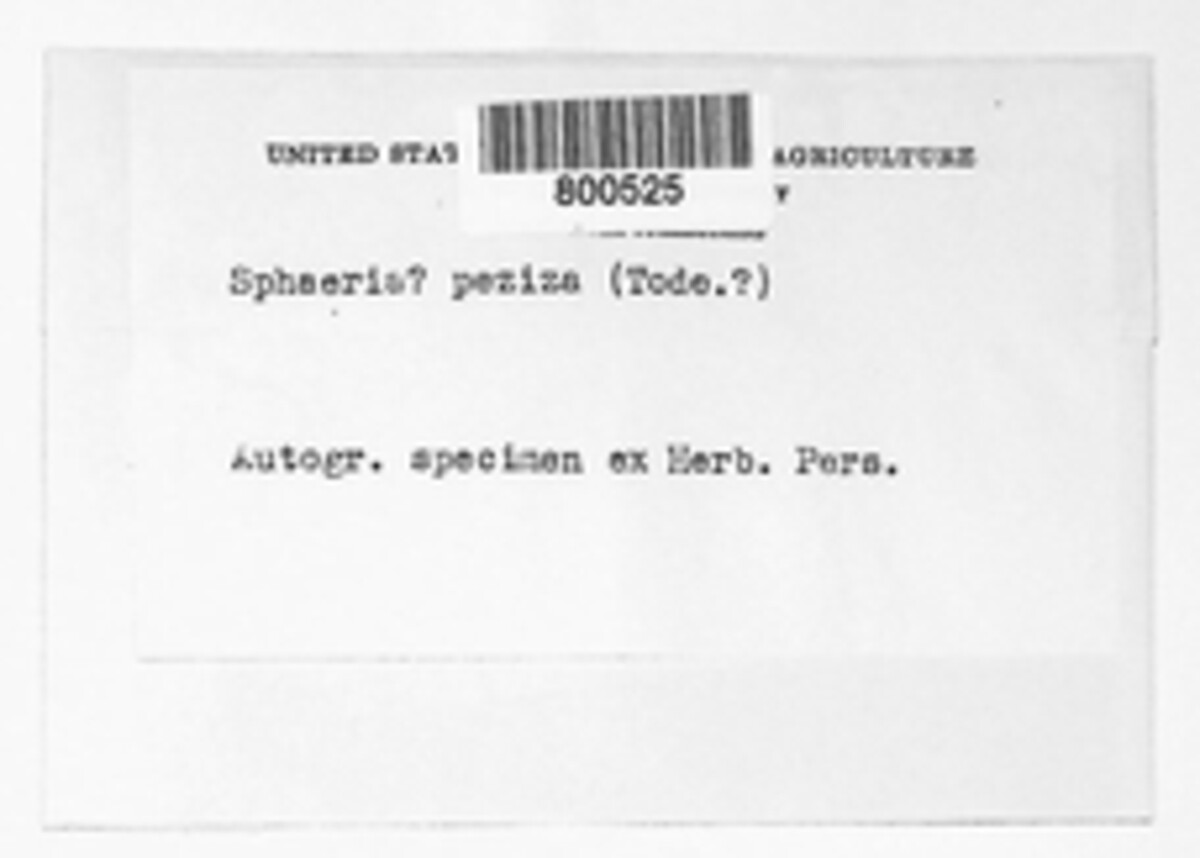 UNITED STAT AGRICULTURE
800525
Y
Sphaeria? peziza (Tode.?)
Autogr. specimen ex Herb. Pers.